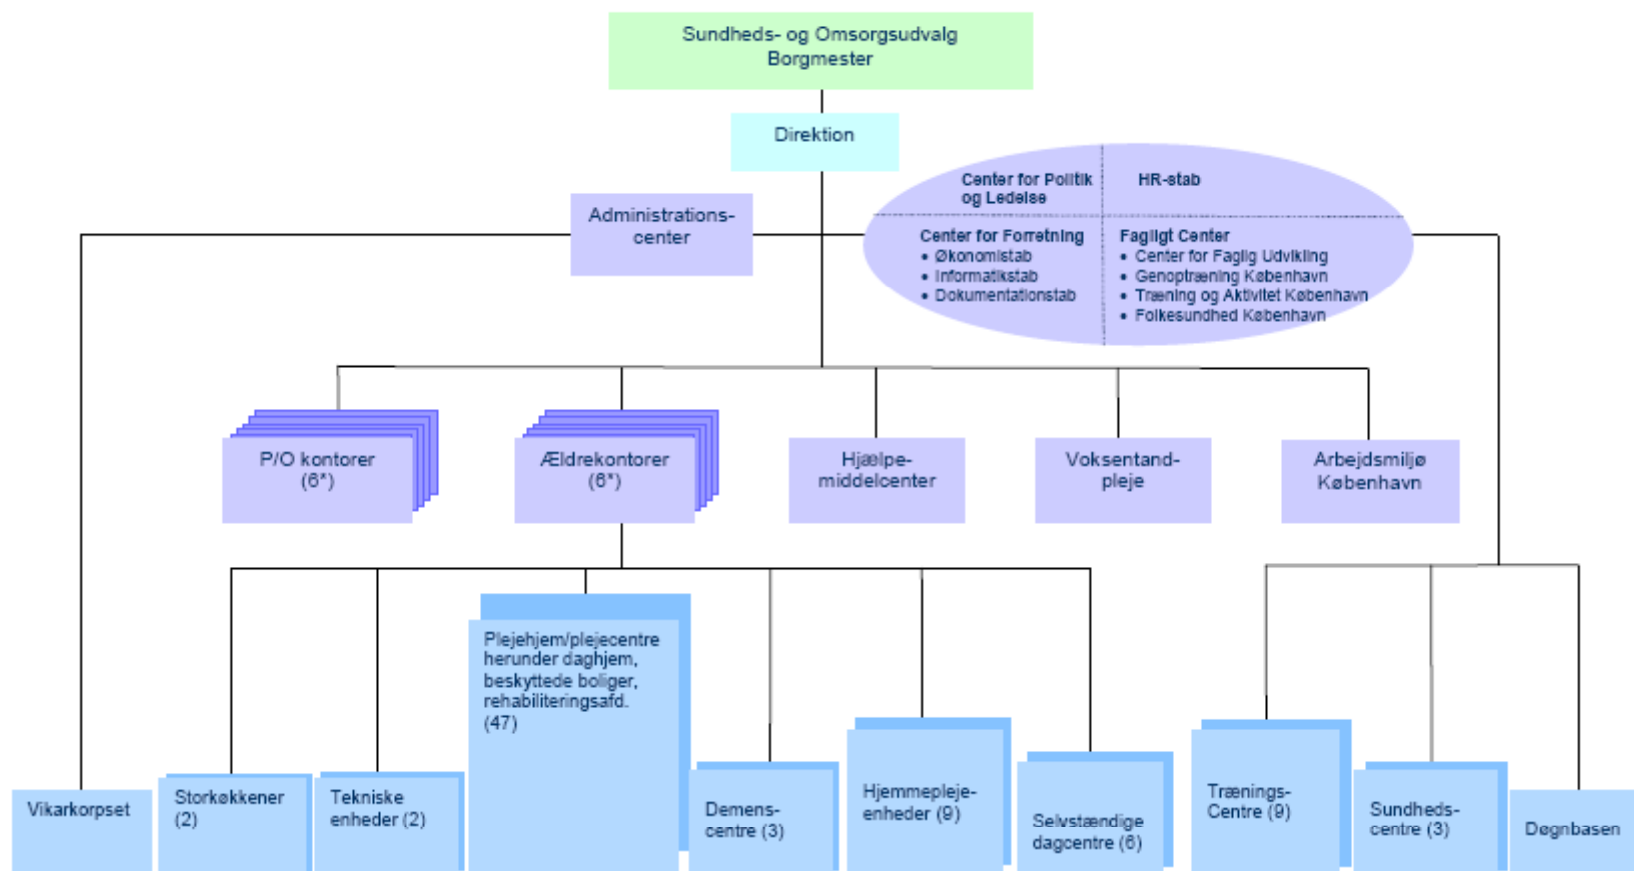 Sundheds- og Omsorgsudvalg
Borgmester
Direktion
Administrations-
center
Center for Politik
og Ledelse
HR-stab
Center for Forretning
• Økonomistab
• Informatikstab
• Dokumentationstab
Fagligt Center
• Center for Faglig Udvikling
• Genoptræning København
• Træning og Aktivitet København
• Folkesundhed København
P/O kontorer
(6*)
Ældrekontorer
(6*)
Hjælpe-
middelcenter
Voksentand-
pleje
Arbejdsmiljø
København
Vikarkorpset
Storkøkkener
(2)
Tekniske
enheder (2)
Plejehjem/plejecentre
herunder daghjem,
beskyttede boliger,
rehabiliteringsafd.
(47)
Demens-
centre (3)
Hjemmepleje-
enheder (9)
Selvstændige
dagcentre (6)
Trænings-
Centre (9)
Sundheds-
centre (3)
Døgnbasen